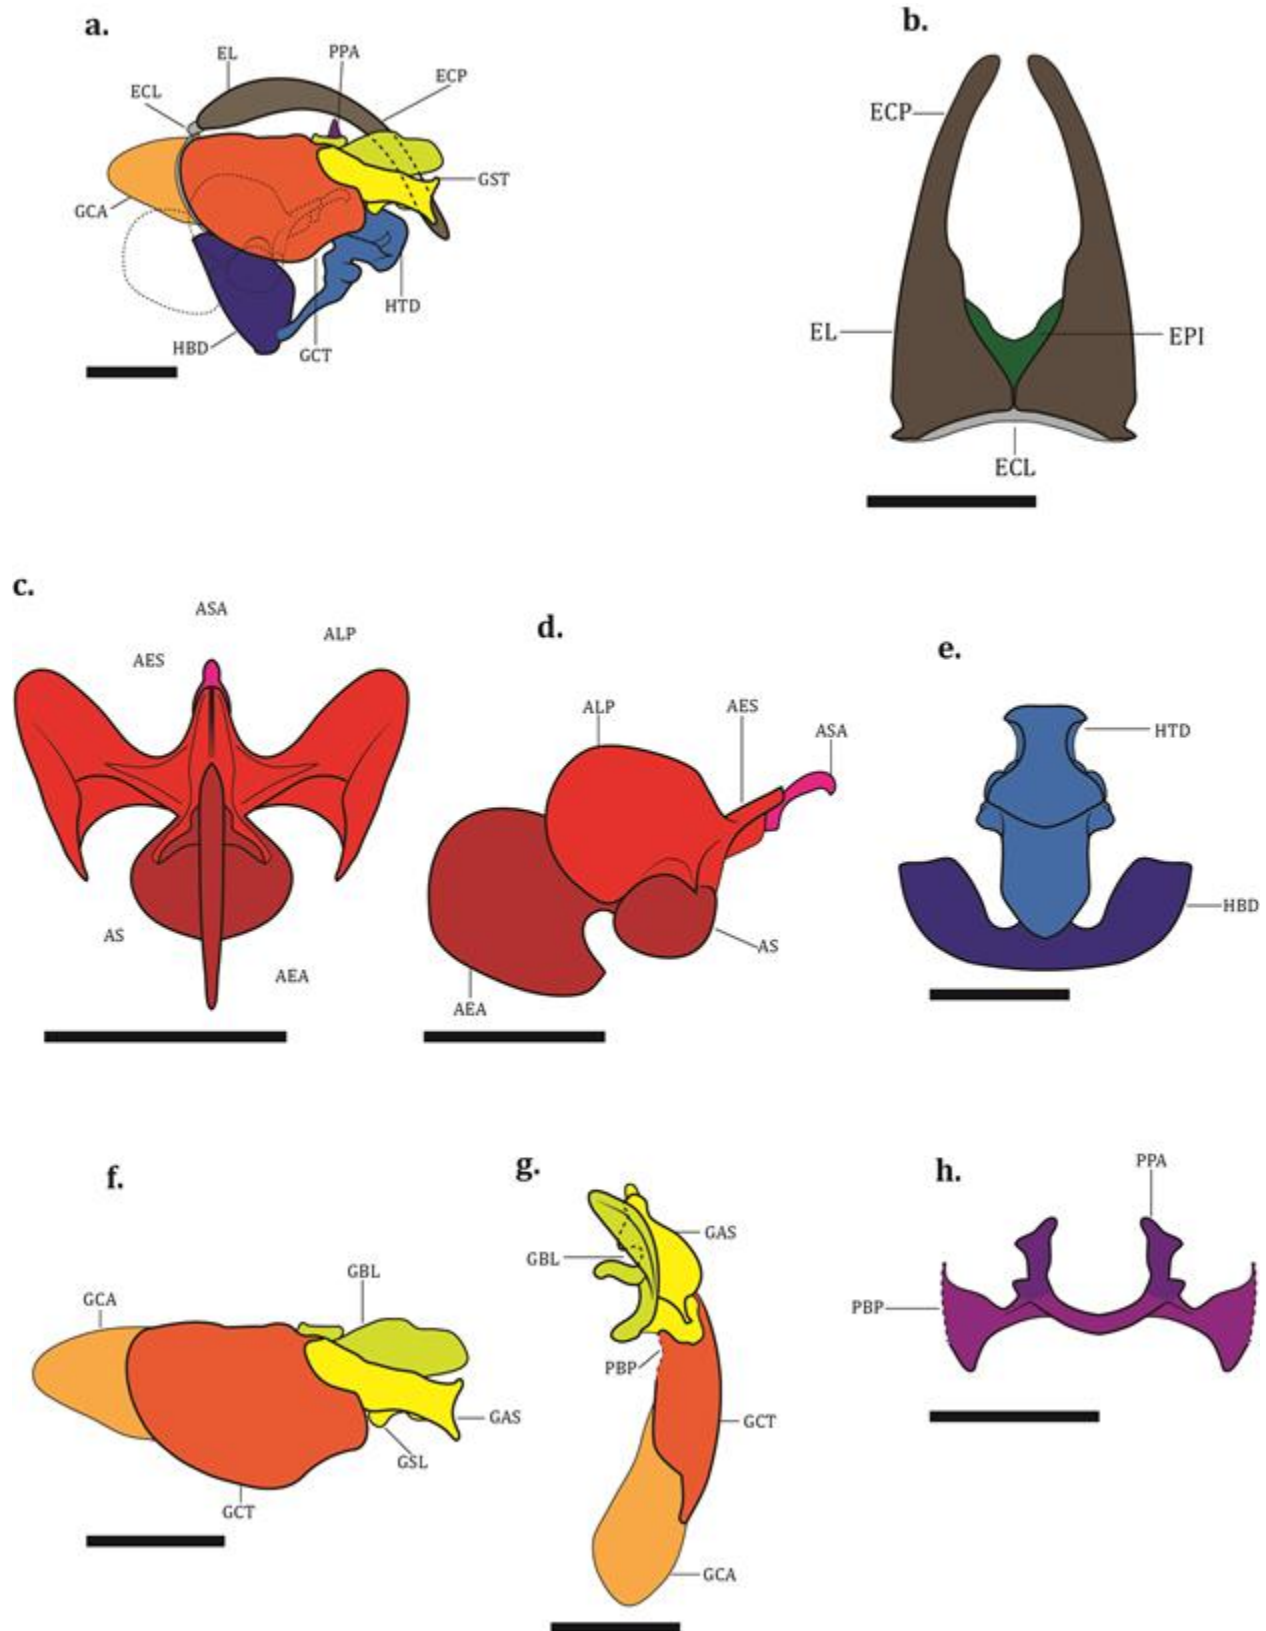 a.
EL
PPA
ECP
ECL
GST
GCA
HTD
HBD
GCT
b.
ECP
EL
EPI
ECL
c.
ASA
ALP
AES
AS
AEA
d.
ALP
AES
ASA
AS
AEA
e.
HTD
HBD
f.
GBL
GCA
GAS
GSL
GCT
g.
GAS
GBL
PBP
GCT
GCA
h.
PPA
PBP